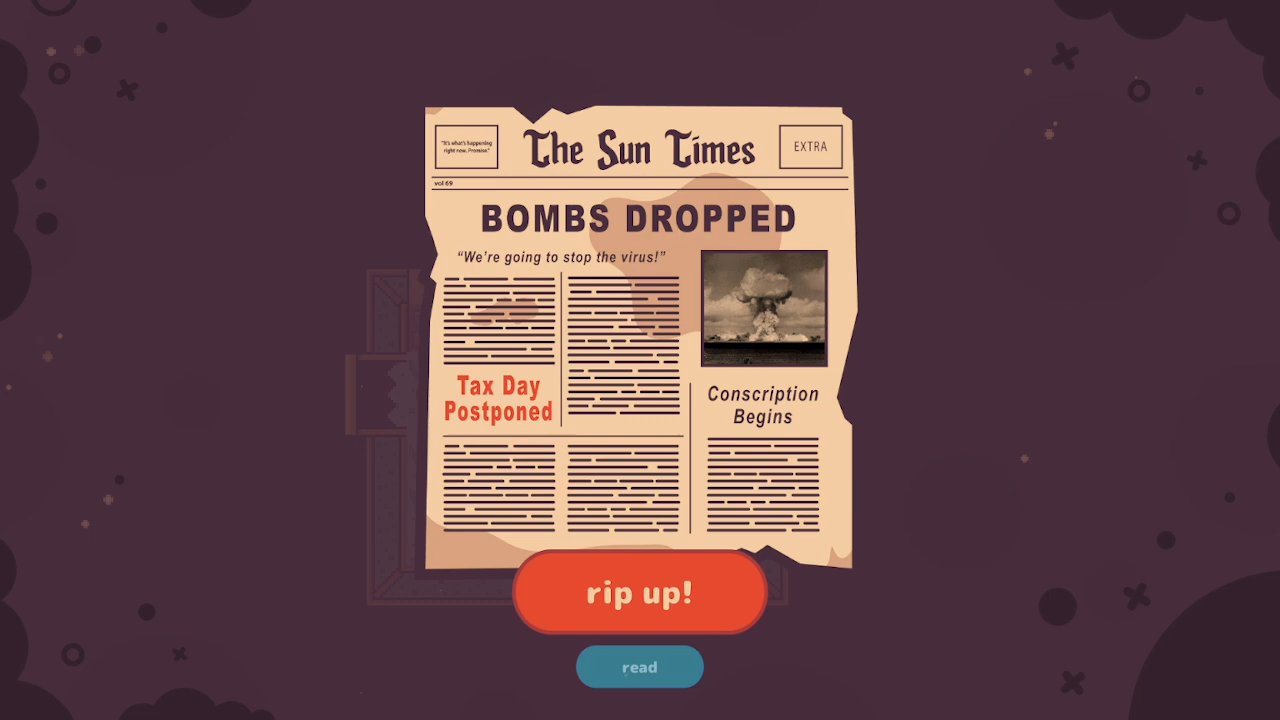 "It's what's happening
right now, Promise."
The Sun Times
EXTRA
vol 69
BOMBS DROPPED
"We're going to stop the virus!"
Tax Day
Postponed
Conscription
Begins
rip up!
read